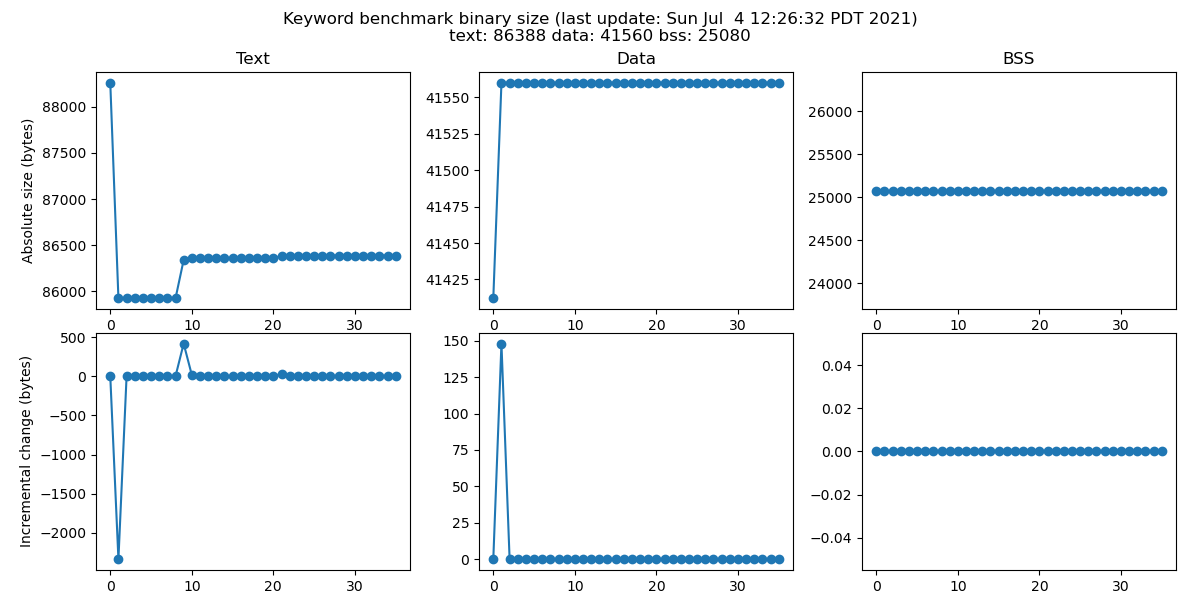 Keyword benchmark binary size (last update: Sun Jul  4 12:26:32 PDT 2021)
text: 86388 data: 41560 bss: 25080
Text
Data
BSS
Absolute size (bytes)
88000
87500
87000
86500
86000
0 10 20 30
41550
41525
41500
41475
41450
41425
0 10 20 30
26000
25500
25000
24500
24000
0 10 20 30
Incremental change (bytes)
500
0
−500
−1000
−1500
−2000
0 10 20 30
150
125
100
75
50
25
0
0 10 20 30
0.04
0.02
0.00
−0.02
−0.04
0 10 20 30